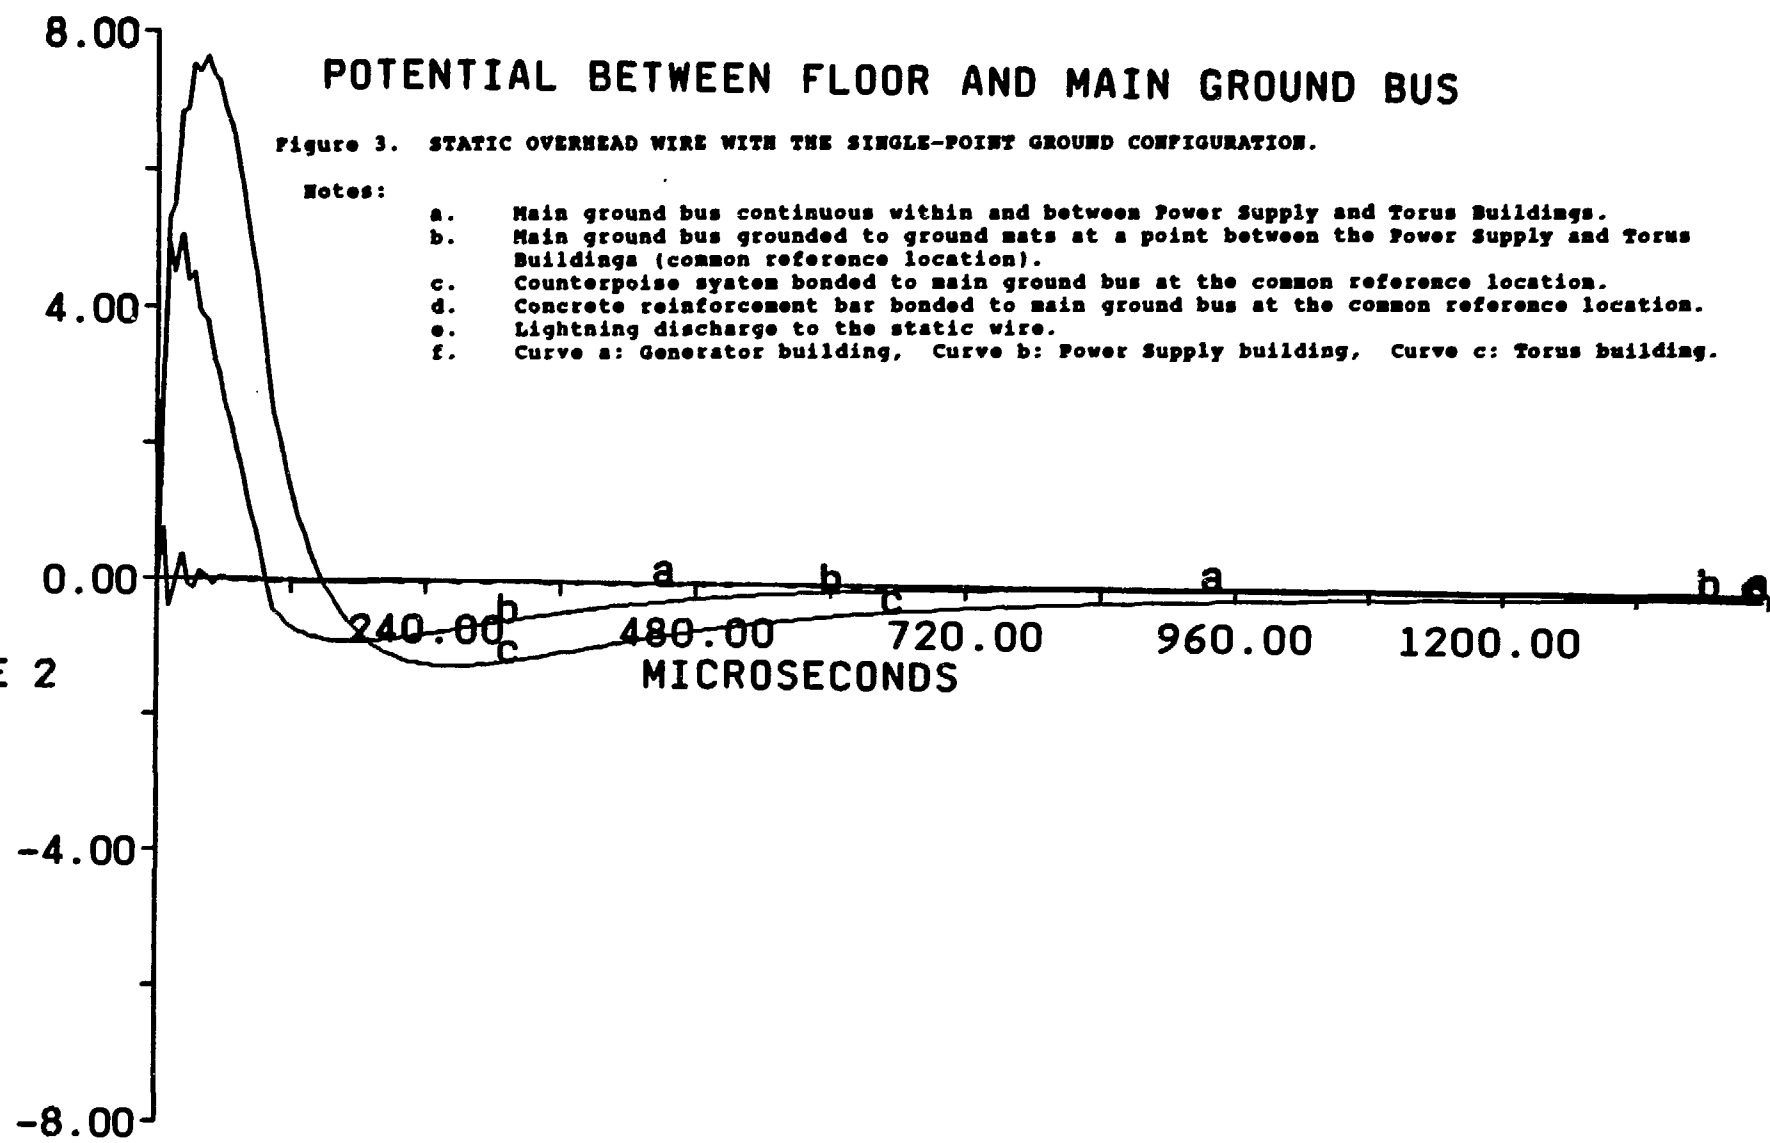 8.00
POTENTIAL BETWEEN FLOOR AND MAIN GROUND BUS
Figure 3. STATIC OVERHEAD WIRE WITH THE SINGLE-POINT GROUND CONFIGURATION.
Notes:
a. Main ground bus continuous within and between Power Supply and Torus Buildings.
b. Main ground bus grounded to ground mats at a point between the Power Supply and Torus
Buildings (common reference location).
c. Counterpoise system bonded to main ground bus at the common reference location.
4.00
d. Concrete reinforcement bar bonded to main ground bus at the common reference location.
e. Lightning discharge to the static wire.
f. Curve a: Generator building, Curve b: Power Supply building, Curve c: Torus building.
0.00
a b a b
b c
240.00 480.00 720.00 960.00 1200.00
c
E 2
MICROSECONDS
-4.00
-8.00